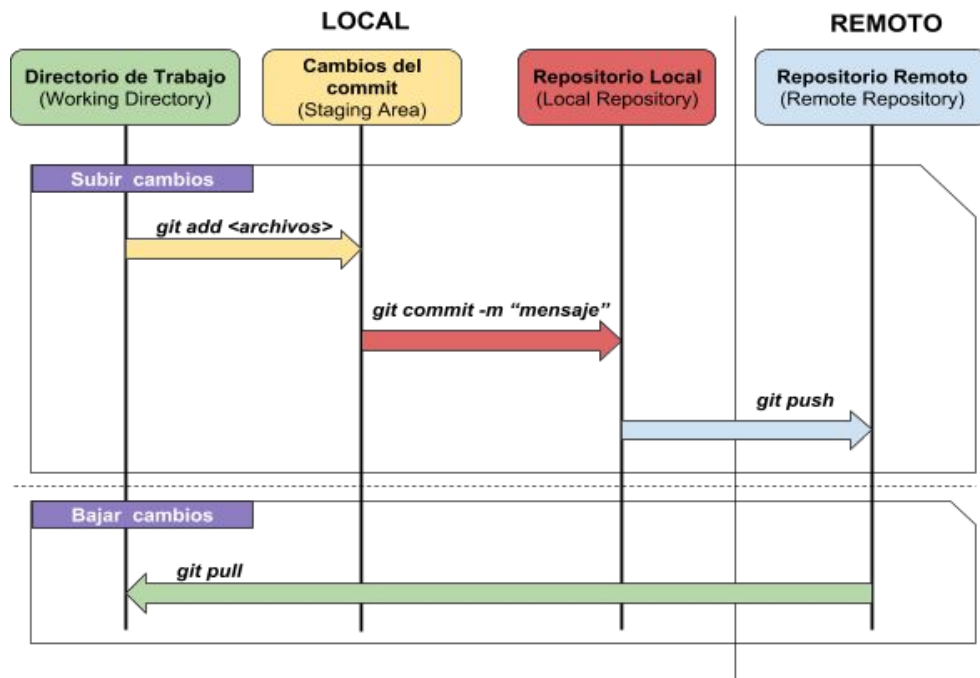 LOCAL
REMOTO
Directorio de Trabajo
(Working Directory)
Cambios del
commit
(Staging Area)
Repositorio Local
(Local Repository)
Repositorio Remoto
(Remote Repository)
Subir cambios
git add <archivos>
git commit -m “mensaje”
git push
Bajar cambios
git pull